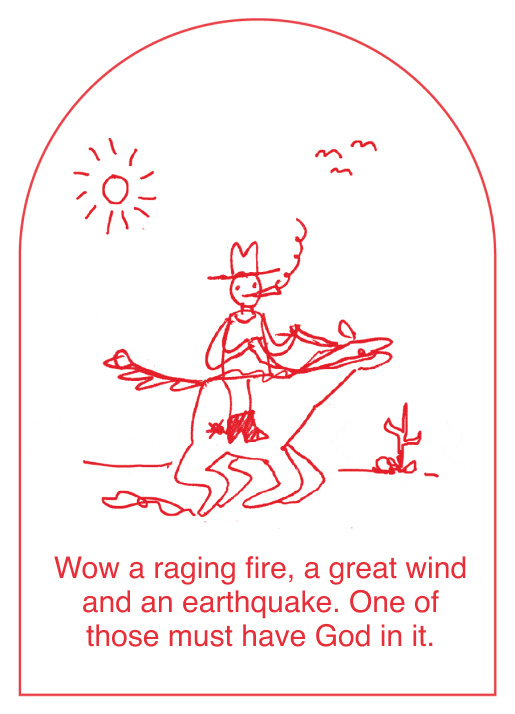 Wow a raging fire, a great wind
and an earthquake. One of
those must have God in it.